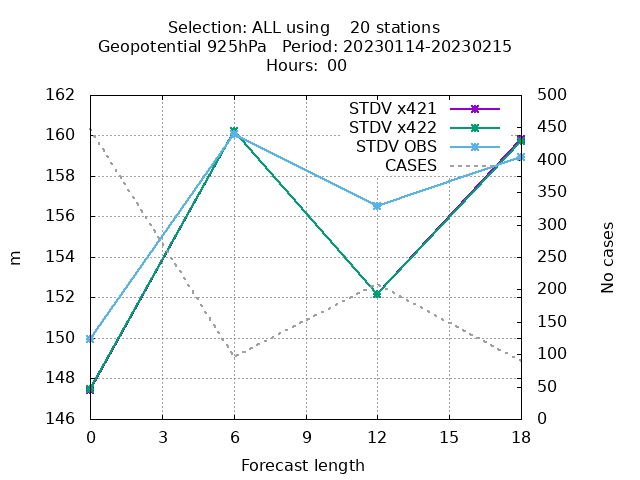 Selection: ALL using    20 stations
Geopotential 925hPa   Period: 20230114-20230215
Hours:  00
162
160
158
156
154
152
150
148
146
m
STDV x421
STDV x422
STDV OBS
CASES
500
450
400
350
300
250
200
150
100
50
0
No cases
0 3 6 9 12 15 18
Forecast length